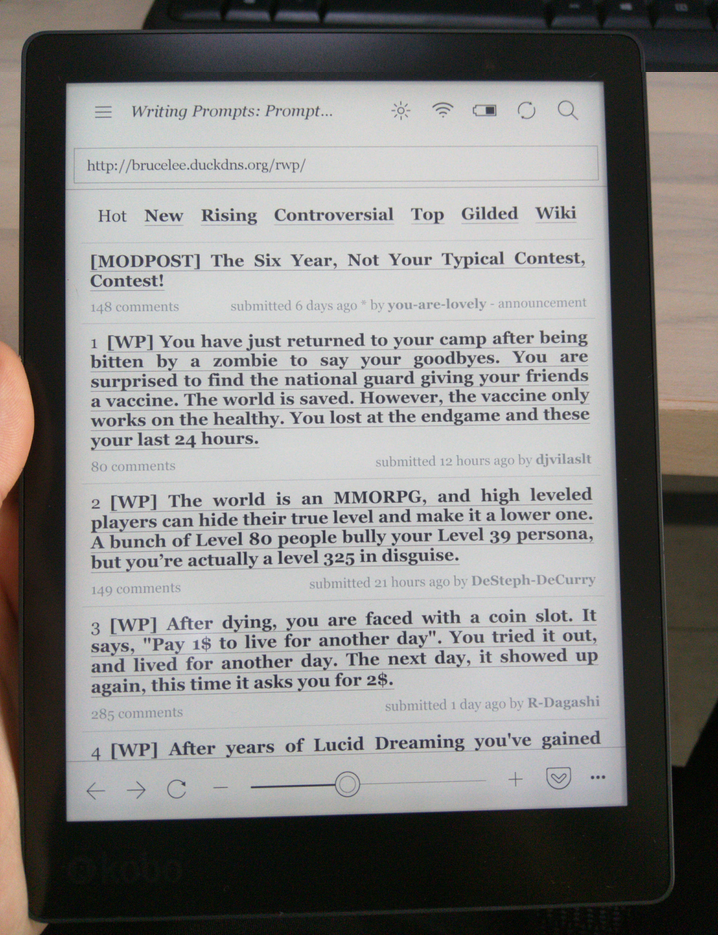 Writing Prompts: Prompt...
http://brucelee.duckdns.org/rwp/
Hot New Rising Controversial Top Gilded Wiki
[MODPOST] The Six Year, Not Your Typical Contest,
Contest!
148 comments submitted 6 days ago * by you-are-lovely - announcement
1 [WP] You have just returned to your camp after being
bitten by a zombie to say your goodbyes. You are
surprised to find the national guard giving your friends
a vaccine. The world is saved. However, the vaccine only
works on the healthy. You lost at the endgame and these
your last 24 hours.
80 comments submitted 12 hours ago by djvilaslt
2 [WP] The world is an MMORPG, and high leveled
players can hide their true level and make it a lower one.
A bunch of Level 80 people bully your Level 39 persona,
but you're actually a level 325 in disguise.
149 comments submitted 21 hours ago by DeSteph-DeCurry
3 [WP] After dying, you are faced with a coin slot. It
says, "Pay 1$ to live for another day". You tried it out,
and lived for another day. The next day, it showed up
again, this time it asks you for 2$.
285 comments submitted 1 day ago by R-Dagashi
4 [WP] After years of Lucid Dreaming you've gained
kobo